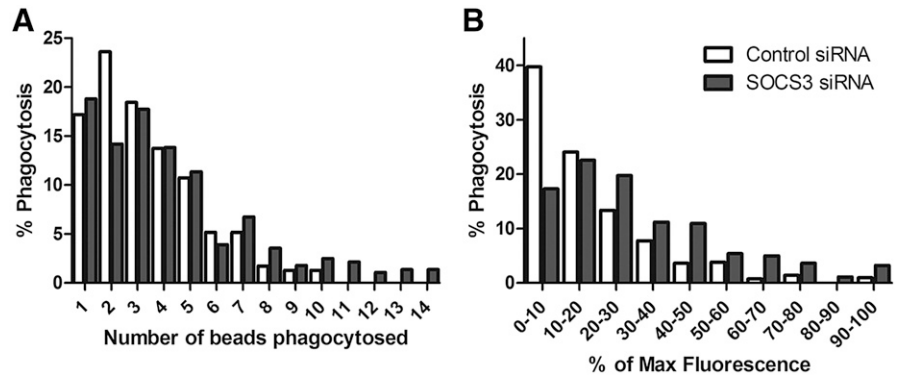 A
25
20
15
10
5
0
% Phagocytosis
1 2 3 4 5 6 7 8 9 10 11 12 13 14
Number of beads phagocytosed
B
Control siRNA
SOCS3 siRNA
40
30
20
10
0
% Phagocytosis
0-10 10-20 20-30 30-40 40-50 50-60 60-70 70-80 80-90 90-100
% of Max Fluorescence